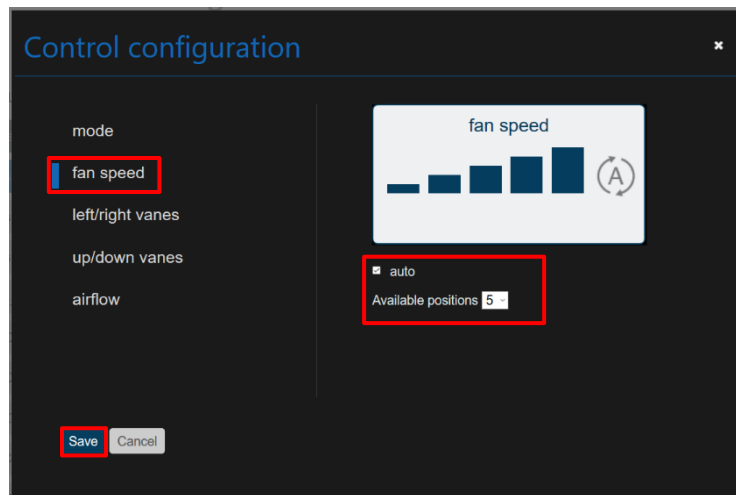 Control configuration
mode
fan speed
left/right vanes
up/down vanes
airflow
fan speed
A
auto
Available positions 5
Save Cancel